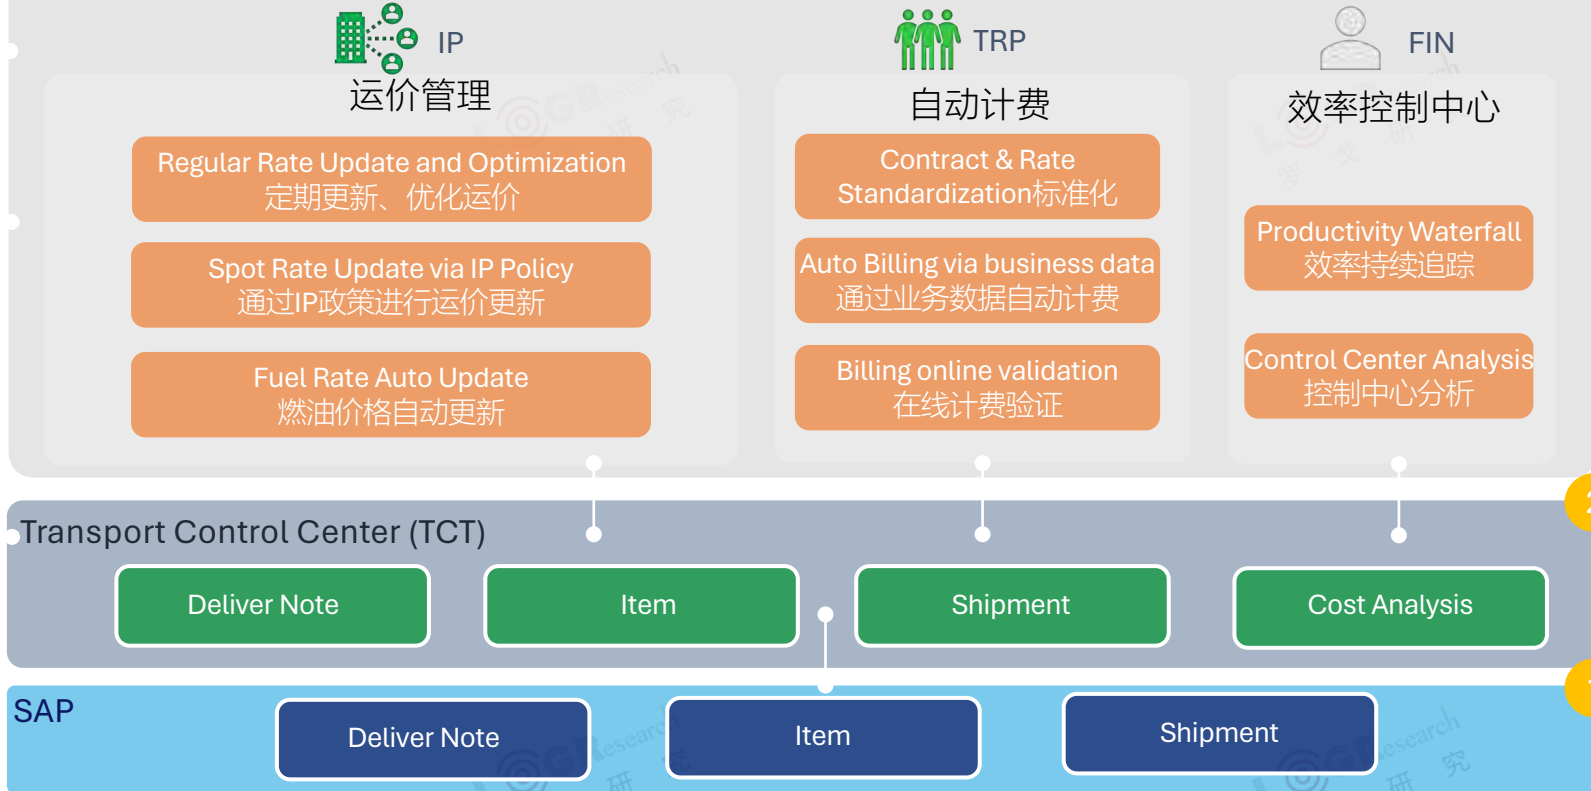 IP
运价管理
Regular Rate Update and Optimization
定期更新、优化运价
Spot Rate Update via IP Policy
通过IP政策进行运价更新
Fuel Rate Auto Update
燃油价格自动更新
TRP
自动计费
Contract & Rate
Standardization标准化
Auto Billing via business data
通过业务数据自动计费
Billing online validation
在线计费验证
FIN
效率控制中心
Productivity Waterfall
效率持续追踪
Control Center Analysis
控制中心分析
2
Transport Control Center (TCT)
Deliver Note
Item
Shipment
Cost Analysis
SAP
Deliver Note
Item
Shipment
LOGResearch
罗戈研究